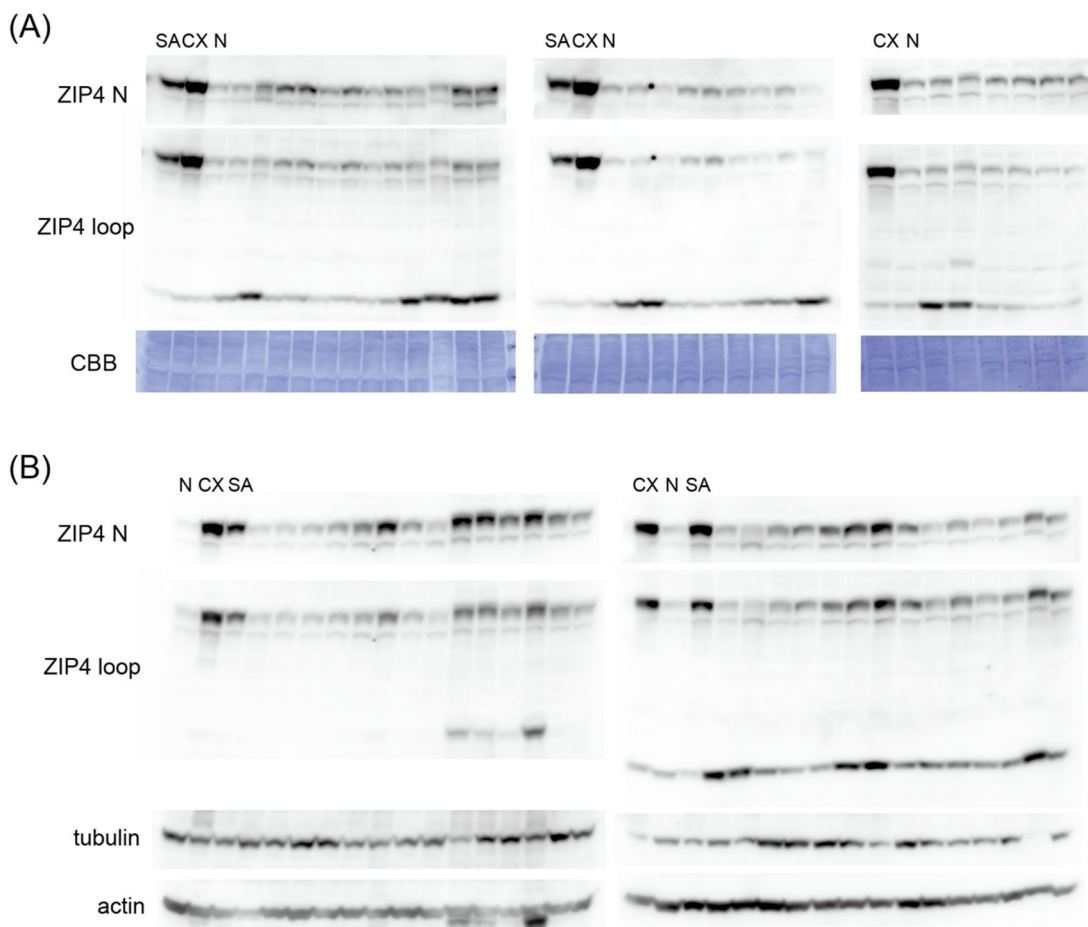 (A)
SACX N
SACX N
CX N
ZIP4 N
ZIP4 loop
CBB
(B)
N CX SA
CX N SA
ZIP4 N
ZIP4 loop
tubulin
actin